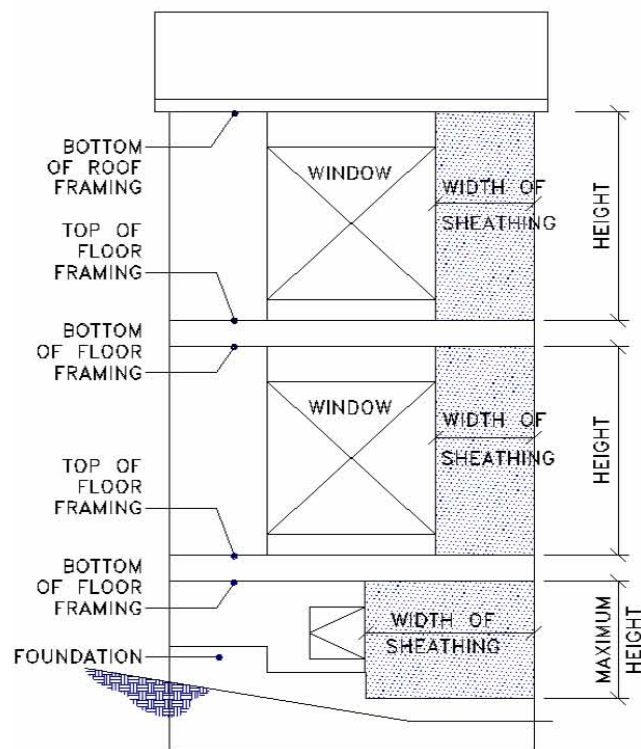 BOTTOM
OF ROOF
FRAMING
WINDOW
WIDTH OF
SHEATHING
HEIGHT
TOP OF
FLOOR
FRAMING
BOTTOM
OF FLOOR
FRAMING
WINDOW
WIDTH OF
SHEATHING
HEIGHT
TOP OF
FLOOR
FRAMING
BOTTOM
OF FLOOR
FRAMING
WIDTH OF
SHEATHING
MAXIMUM
HEIGHT
FOUNDATION